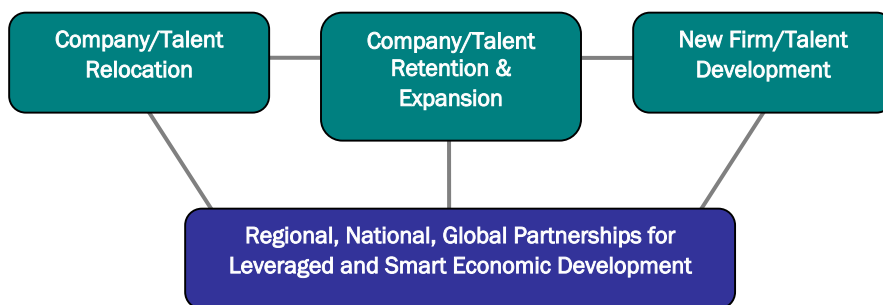 Company/Talent
Relocation
Company/Talent
Retention &
Expansion
New Firm/Talent
Development
Regional, National, Global Partnerships for
Leveraged and Smart Economic Development